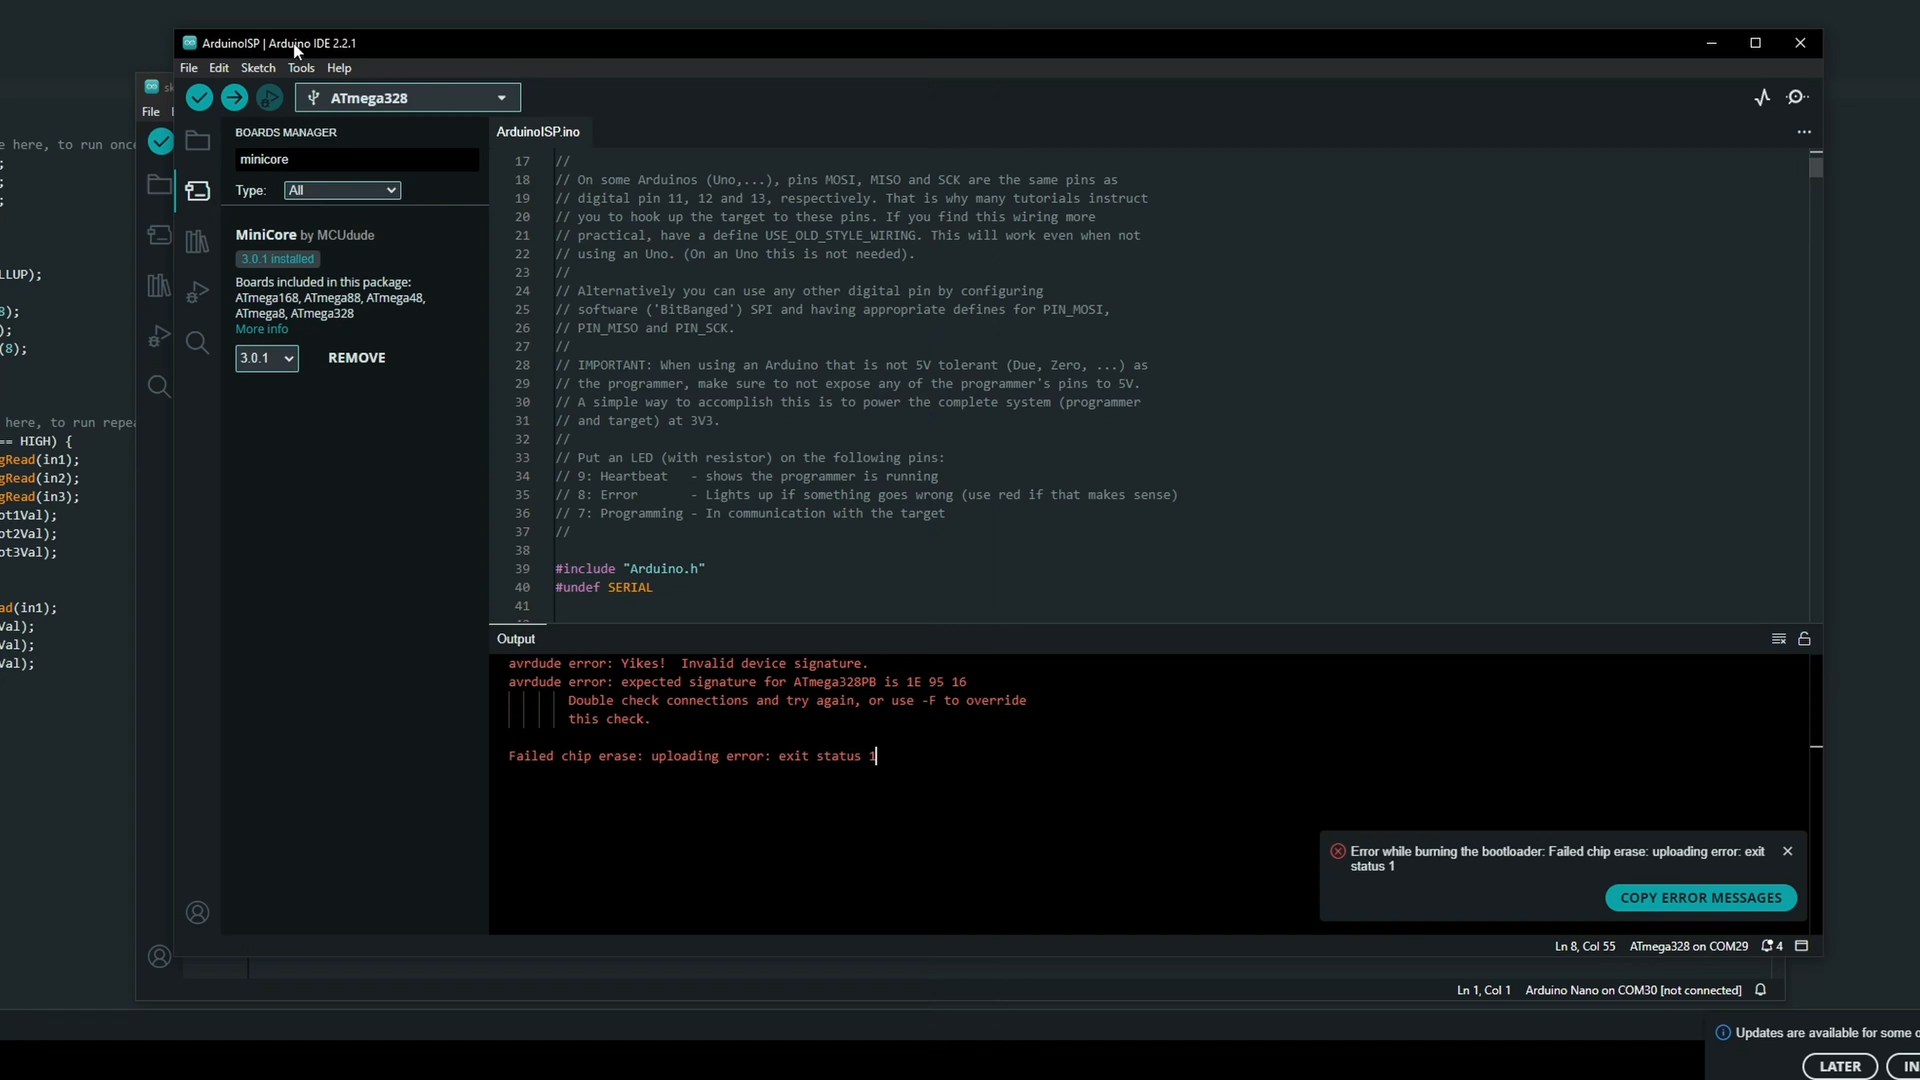 ArduinoISP | Arduino IDE 2.2.1
File Edit Sketch Tools Help
ATmega328
BOARDS MANAGER
minicore
Type: All
MiniCore by MCUdude
3.0.1 installed
Boards included in this package:
ATmega168, ATmega88, ATmega48,
ATmega8, ATmega328
More info
3.0.1 REMOVE
ArduinoISP.ino
17 //
18 // On some Arduinos (Uno,...), pins MOSI, MISO and SCK are the same pins as
19 // digital pin 11, 12 and 13, respectively. That is why many tutorials instruct
20 // you to hook up the target to these pins. If you find this wiring more
21 // practical, have a define USE_OLD_STYLE_WIRING. This will work even when not
22 // using an Uno. (On an Uno this is not needed).
23 //
24 // Alternatively you can use any other digital pin by configuring
25 // software ('BitBanged') SPI and having appropriate defines for PIN_MOSI,
26 // PIN_MISO and PIN_SCK.
27 //
28 // IMPORTANT: When using an Arduino that is not 5V tolerant (Due, Zero, ...) as
29 // the programmer, make sure to not expose any of the programmer's pins to 5V.
30 // A simple way to accomplish this is to power the complete system (programmer
31 // and target) at 3V3.
32 //
33 // Put an LED (with resistor) on the following pins:
34 // 9: Heartbeat - shows the programmer is running
35 // 8: Error - Lights up if something goes wrong (use red if that makes sense)
36 // 7: Programming - In communication with the target
37 //
38
39 #include "Arduino.h"
40 #undef SERIAL
41
Output
avrdude error: Yikes! Invalid device signature.
avrdude error: expected signature for ATmega328PB is 1E 95 16
Double check connections and try again, or use -F to override
this check.
Failed chip erase: uploading error: exit status 1
Error while burning the bootloader: Failed chip erase: uploading error: exit
status 1
COPY ERROR MESSAGES
Ln 8, Col 55 ATmega328 on COM29 4
File
e here, to run once
;
;
;
;
LLUP);
8);
);
(8);
here, to run repea
== HIGH) {
gRead(in1);
gRead(in2);
gRead(in3);
ot1Val);
ot2Val);
ot3Val);
ad(in1);
Val);
Val);
Val);
Ln 1, Col 1 Arduino Nano on COM30 [not connected]
Updates are available for some
LATER IN